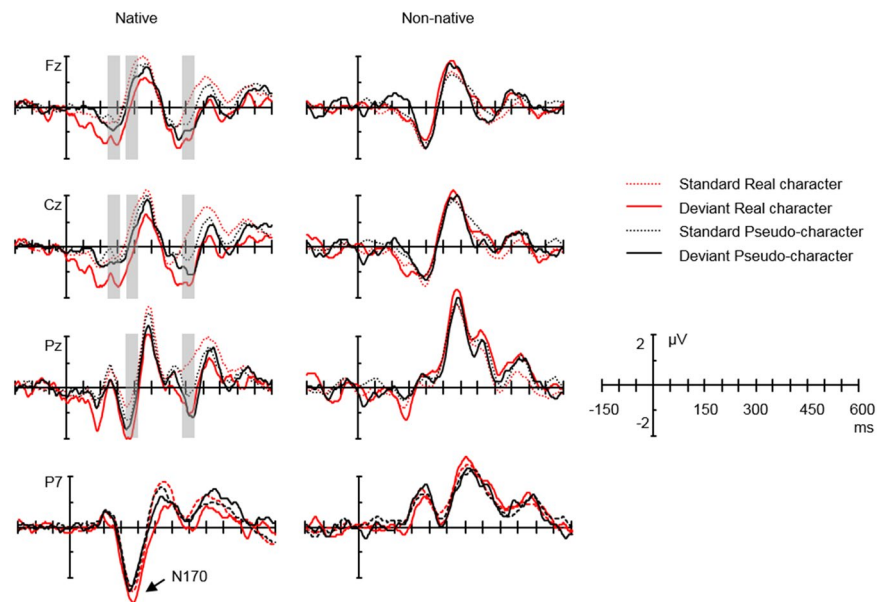 Native Non-native
Fz
Cz
Pz
P7
N170
Standard Real character
Deviant Real character
Standard Pseudo-character
Deviant Pseudo-character
2 µV
-2
-150 150 300 450 600
ms